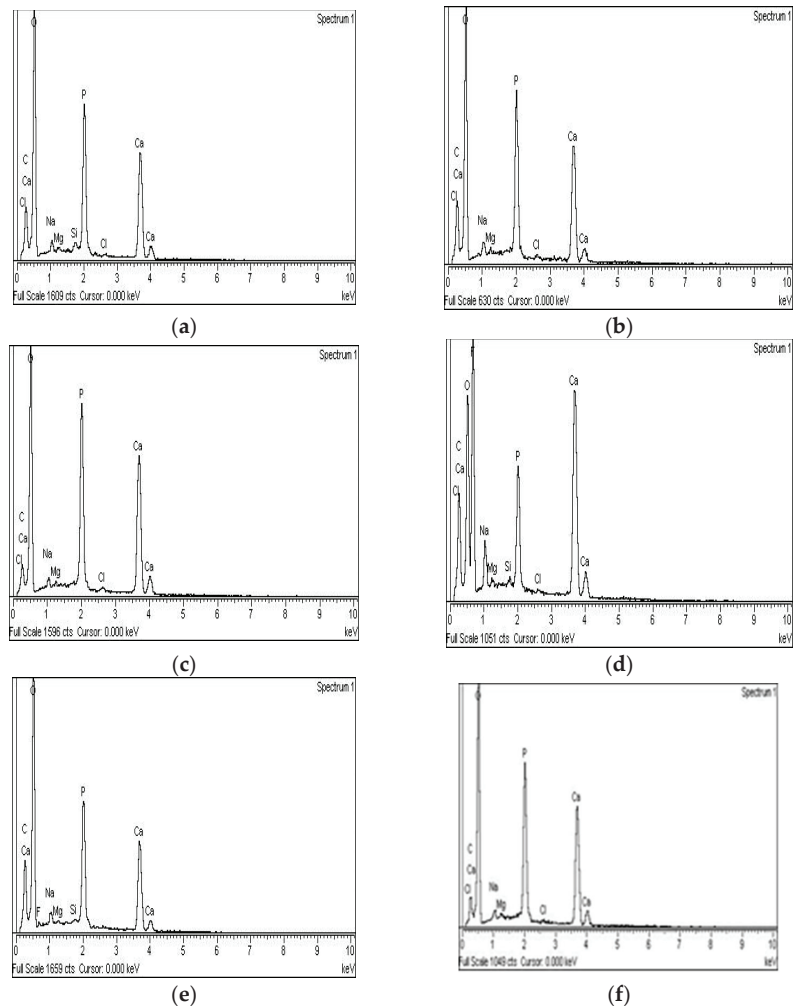 Spectrum 1
O
P
Ca
C
Ca
Cl
Na
Mg
Si
Cl
Ca
0 1 2 3 4 5 6 7 8 9 10
Full Scale 1609 cts Cursor: 0.000 keV
keV
(a)
Spectrum 1
O
P
Ca
C
Ca
Cl
Na
Mg
Cl
Ca
0 1 2 3 4 5 6 7 8 9 10
Full Scale 630 cts Cursor: 0.000 keV
keV
(b)
Spectrum 1
O
P
Ca
C
Ca
Cl
Na
Mg
Cl
Ca
0 1 2 3 4 5 6 7 8 9 10
Full Scale 1596 cts Cursor: 0.000 keV
keV
(c)
Spectrum 1
O
Ca
P
C
Ca
Cl
Na
Mg
Si
Cl
Ca
0 1 2 3 4 5 6 7 8 9 10
Full Scale 1051 cts Cursor: 0.000 keV
keV
(d)
Spectrum 1
O
P
Ca
C
Ca
F
Na
Mg
Si
Ca
0 1 2 3 4 5 6 7 8 9 10
Full Scale 1659 cts Cursor: 0.000 keV
keV
(e)
Spectrum 1
O
P
Ca
C
Ca
Cl
Na
Mg
Cl
Ca
0 1 2 3 4 5 6 7 8 9 10
Full Scale 1049 cts Cursor: 0.000 keV
keV
(f)